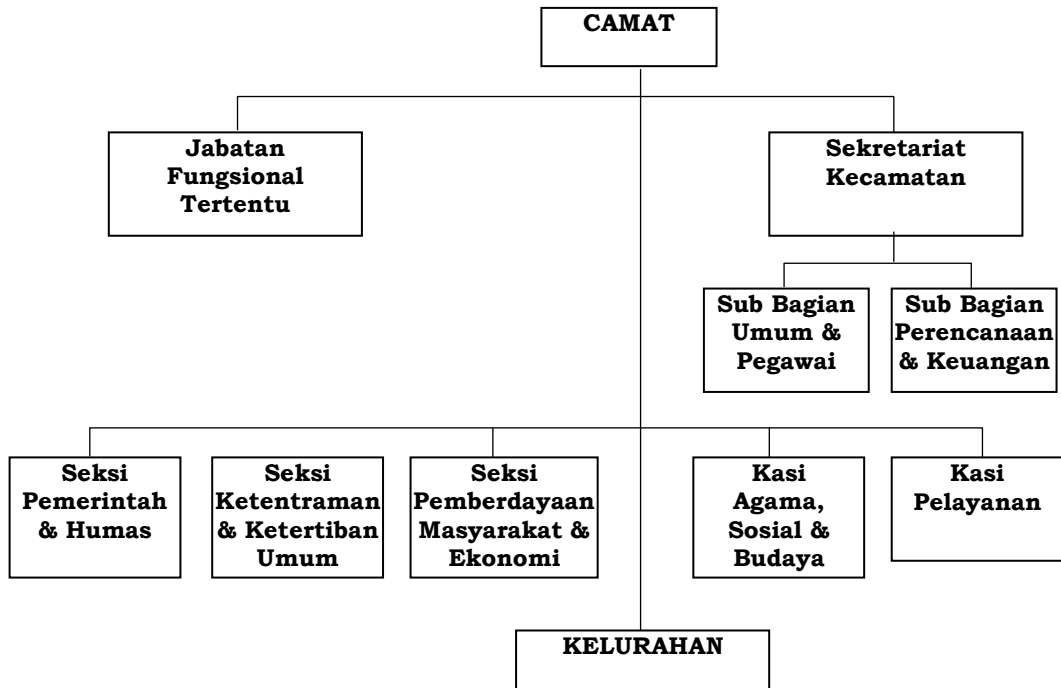 CAMAT
Jabatan
Fungsional
Tertentu
Sekretariat
Kecamatan
Sub Bagian
Umum &
Pegawai
Sub Bagian
Perencanaan
& Keuangan
Seksi
Pemerintah
& Humas
Seksi
Ketentraman
& Ketertiban
Umum
Seksi
Pemberdayaan
Masyarakat &
Ekonomi
Kasi
Agama,
Sosial &
Budaya
Kasi
Pelayanan
KELURAHAN